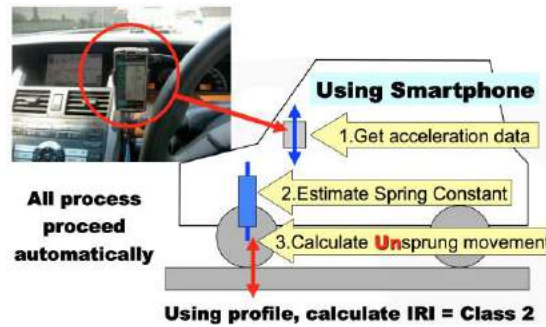 Using Smartphone
1.Get acceleration data
2.Estimate Spring Constant
3.Calculate Unsprung movement
All process
proceed
automatically
Using profile, calculate IRI = Class 2